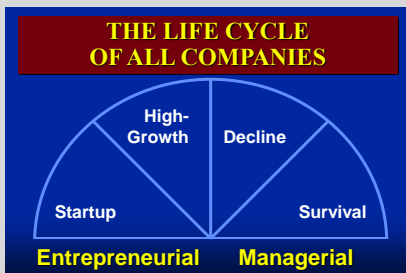 THE LIFE CYCLE
OF ALL COMPANIES
High-
Growth
Decline
Startup
Survival
Entrepreneurial
Managerial